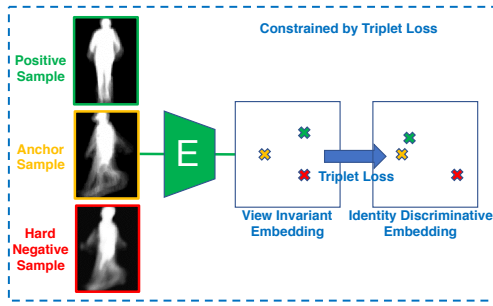 Constrained by Triplet Loss
Positive
Sample
Anchor
Sample
Hard
Negative
Sample
E
Triplet Loss
View Invariant
Embedding
Identity Discriminative
Embedding